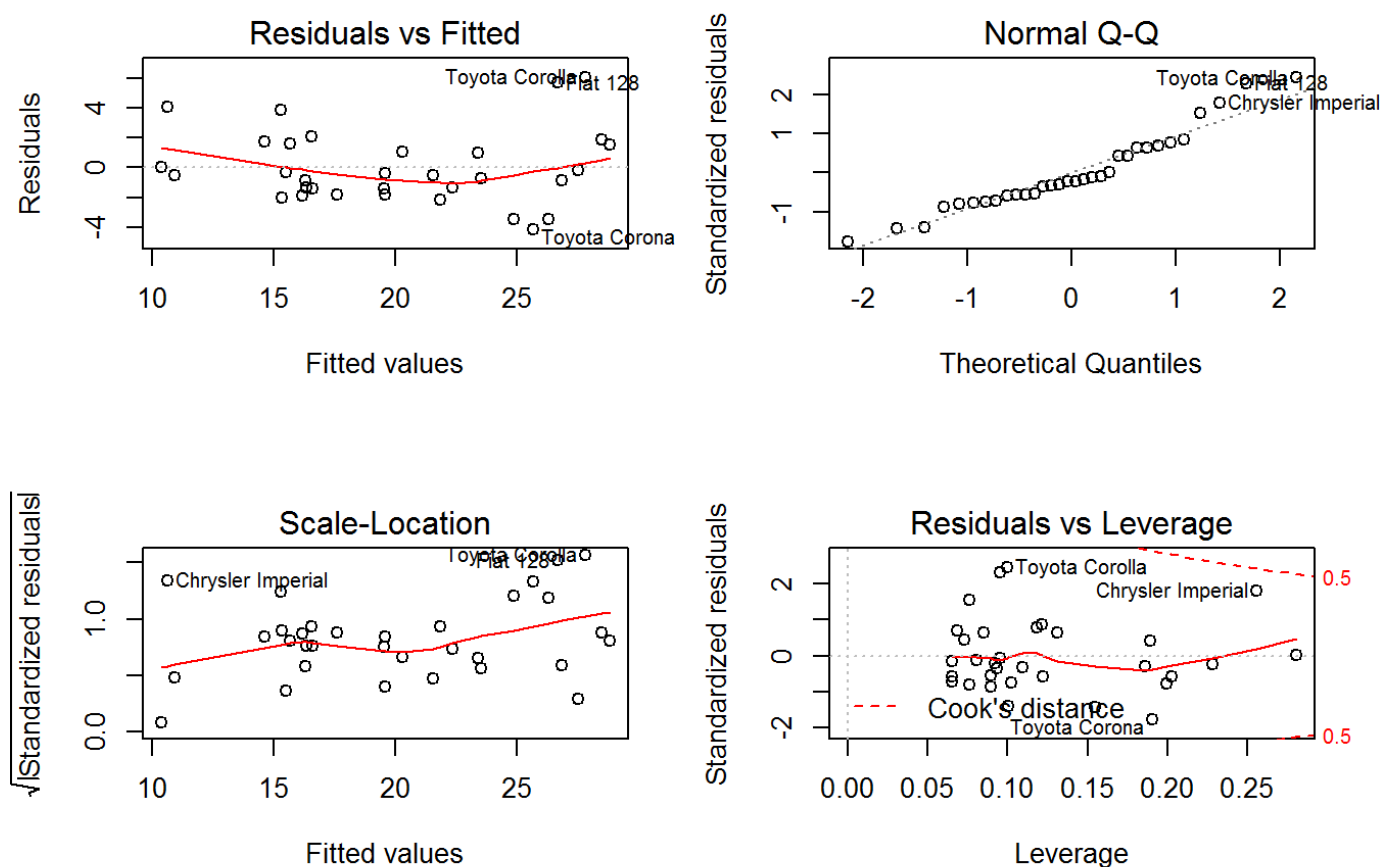 Residuals vs Fitted
Residuals
4
0
-4
Toyota Corolla
Fiat 128
Toyota Corona
10 15 20 25
Fitted values
Normal Q-Q
Standardized residuals
2
1
-1
Toyota Corolla
Fiat 128
Chrysler Imperial
-2 -1 0 1 2
Theoretical Quantiles
Scale-Location
√|Standardized residuals|
1.0
0.0
Toyota Corolla
Fiat 128
Chrysler Imperial
10 15 20 25
Fitted values
Residuals vs Leverage
Standardized residuals
2
0
-2
Toyota Corolla
Chrysler Imperial
0.5
Cook's distance
Toyota Corona
0.5
0.00 0.05 0.10 0.15 0.20 0.25
Leverage